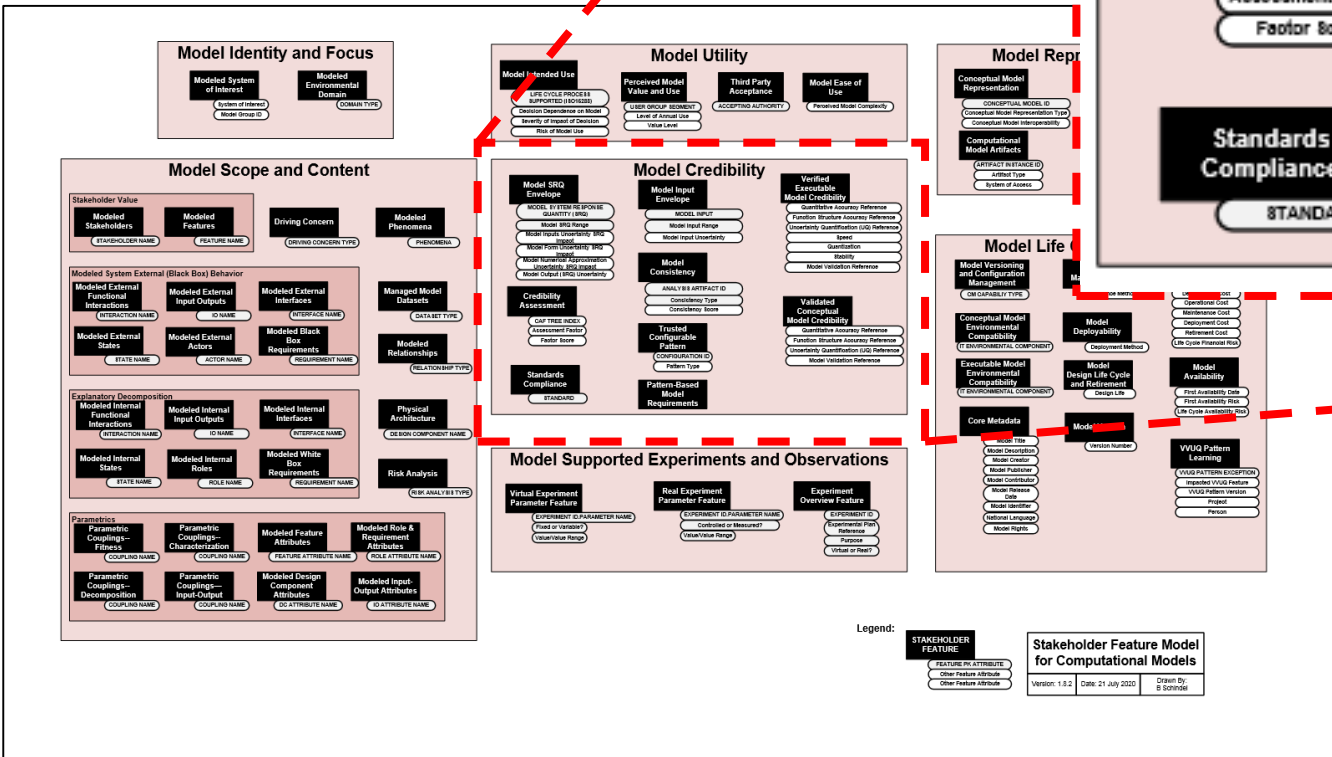 Model Identity and Focus
Modeled System
of Interest
System of Interest
Model Group ID
Modeled
Environmental
Domain
DOMAIN TYPE
Model Utility
Model Intended Use
LIFE CYCLE PROCESS
SUPPORTED (ISO15288)
Decision Dependence on Model
Severity of Impact of Decision
Risk of Model Use
Perceived Model
Value and Use
USER GROUP SEGMENT
Level of Annual Use
Value Level
Third Party
Acceptance
ACCEPTING AUTHORITY
Model Ease of
Use
Perceived Model Complexity
Model Repr
Conceptual Model
Representation
CONCEPTUAL MODEL ID
Conceptual Model Representation Type
Conceptual Model Interoperability
Computational
Model Artifacts
ARTIFACT INSTANCE ID
Artifact Type
System of Access
Factor Sc
Standards
Compliance
STANDA
Model Scope and Content
Stakeholder Value
Modeled
Stakeholders
STAKEHOLDER NAME
Modeled
Features
FEATURE NAME
Driving Concern
DRIVING CONCERN TYPE
Modeled
Phenomena
PHENOMENA
Modeled System External (Black Box) Behavior
Modeled External
Functional
Interactions
INTERACTION NAME
Modeled External
Input Outputs
IO NAME
Modeled External
Interfaces
INTERFACE NAME
Managed Model
Datasets
DATASET TYPE
Modeled External
States
STATE NAME
Modeled External
Actors
ACTOR NAME
Modeled Black
Box
Requirements
REQUIREMENT NAME
Modeled
Relationships
RELATIONSHIP TYPE
Explanatory Decomposition
Modeled Internal
Functional
Interactions
INTERACTION NAME
Modeled Internal
Input Outputs
IO NAME
Modeled Internal
Interfaces
INTERFACE NAME
Physical
Architecture
DESIGN COMPONENT NAME
Modeled Internal
States
STATE NAME
Modeled Internal
Roles
ROLE NAME
Modeled White
Box
Requirements
REQUIREMENT NAME
Risk Analysis
RISK ANALYSIS TYPE
Parametrics
Parametric
Couplings--
Fitness
COUPLING NAME
Parametric
Couplings--
Characterization
COUPLING NAME
Modeled Feature
Attributes
FEATURE ATTRIBUTE NAME
Modeled Role &
Requirement
Attributes
ROLE ATTRIBUTE NAME
Parametric
Couplings--
Decomposition
COUPLING NAME
Parametric
Couplings—
Input-Output
COUPLING NAME
Modeled Design
Component
Attributes
DC ATTRIBUTE NAME
Modeled Input-
Output Attributes
IO ATTRIBUTE NAME
Model Credibility
Model SRQ
Envelope
MODEL SYSTEM RESPONSE
QUANTITY (SRQ)
Model SRQ Range
Model Inputs Uncertainty SRQ
Impact
Model Form Uncertainty SRQ
Impact
Model Numerical Approximation
Uncertainty SRQ Impact
Model Output (SRQ) Uncertainty
Model Input
Envelope
MODEL INPUT
Model Input Range
Model Input Uncertainty
Verified
Executable
Model Credibility
Quantitative Accuracy Reference
Function Structure Accuracy Reference
Uncertainty Quantification (UQ) Reference
Speed
Quantization
Stability
Model Validation Reference
Credibility
Assessment
CAF TREE INDEX
Assessment Factor
Factor Score
Model
Consistency
ANALYSIS ARTIFACT ID
Consistency Type
Consistency Score
Validated
Conceptual
Model Credibility
Quantitative Accuracy Reference
Function Structure Accuracy Reference
Uncertainty Quantification (UQ) Reference
Model Validation Reference
Trusted
Configurable
Pattern
CONFIGURATION ID
Pattern Type
Standards
Compliance
STANDARD
Pattern-Based
Model
Requirements
Model Supported Experiments and Observations
Virtual Experiment
Parameter Feature
EXPERIMENT ID.PARAMETER NAME
Fixed or Variable?
Value/Value Range
Real Experiment
Parameter Feature
EXPERIMENT ID.PARAMETER NAME
Controlled or Measured?
Value/Value Range
Experiment
Overview Feature
EXPERIMENT ID
Experimental Plan
Reference
Purpose
Virtual or Real?
Model Life
Model Versioning
and Configuration
Management
CM CAPABILIY TYPE
Ma
Method
Cost
Operational Cost
Maintenance Cost
Deployment Cost
Retirement Cost
Life Cycle Financial Risk
Conceptual Model
Environmental
Compatibility
IT ENVIRONMENTAL COMPONENT
Model
Deployability
Deployment Method
Executable Model
Environmental
Compatibility
IT ENVIRONMENTAL COMPONENT
Model
Design Life Cycle
and Retirement
Design Life
Model
Availability
First Availability Date
First Availability Risk
Life Cycle Availability Risk
Core Metadata
Model Title
Model Description
Model Creator
Model Publisher
Model Contributor
Model Release
Date
Model Identifier
National Language
Model Rights
Model
Version Number
VVUQ Pattern
Learning
VVUQ PATTERN EXCEPTION
Impacted VVUQ Feature
VVUQ Pattern Version
Project
Person
Legend:
STAKEHOLDER
FEATURE
FEATURE PK ATTRIBUTE
Other Feature Attribute
Other Feature Attribute
Stakeholder Feature Model
for Computational Models
Version: 1.8.2
Date: 21 July 2020
Drawn By:
B Schindel